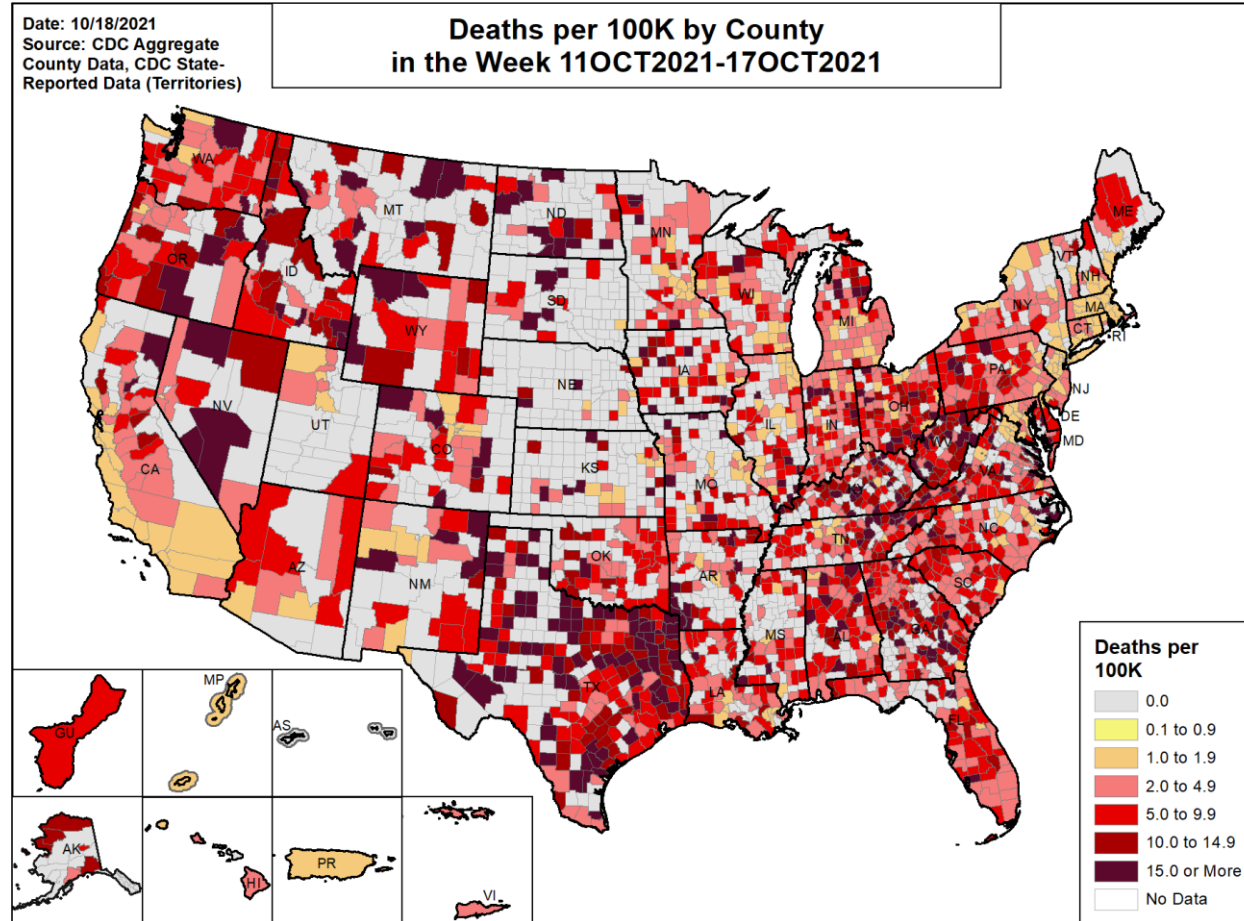 Date: 10/18/2021
Source: CDC Aggregate
County Data, CDC State-
Reported Data (Territories)
Deaths per 100K by County
in the Week 11OCT2021-17OCT2021
WA
MT
ND
MN
ME
OR
ID
SD
WI
MI
VT
NH
NY
MA
CT
RI
WY
IA
NE
PA
NJ
NV
UT
CO
IL
IN
OH
DE
MD
WV
VA
CA
KS
MO
KY
AZ
NM
OK
AR
TN
NC
SC
MS
AL
GA
TX
LA
FL
GU
MP
AS
AK
HI
PR
VI
Deaths per
100K
0.0
0.1 to 0.9
1.0 to 1.9
2.0 to 4.9
5.0 to 9.9
10.0 to 14.9
15.0 or More
No Data